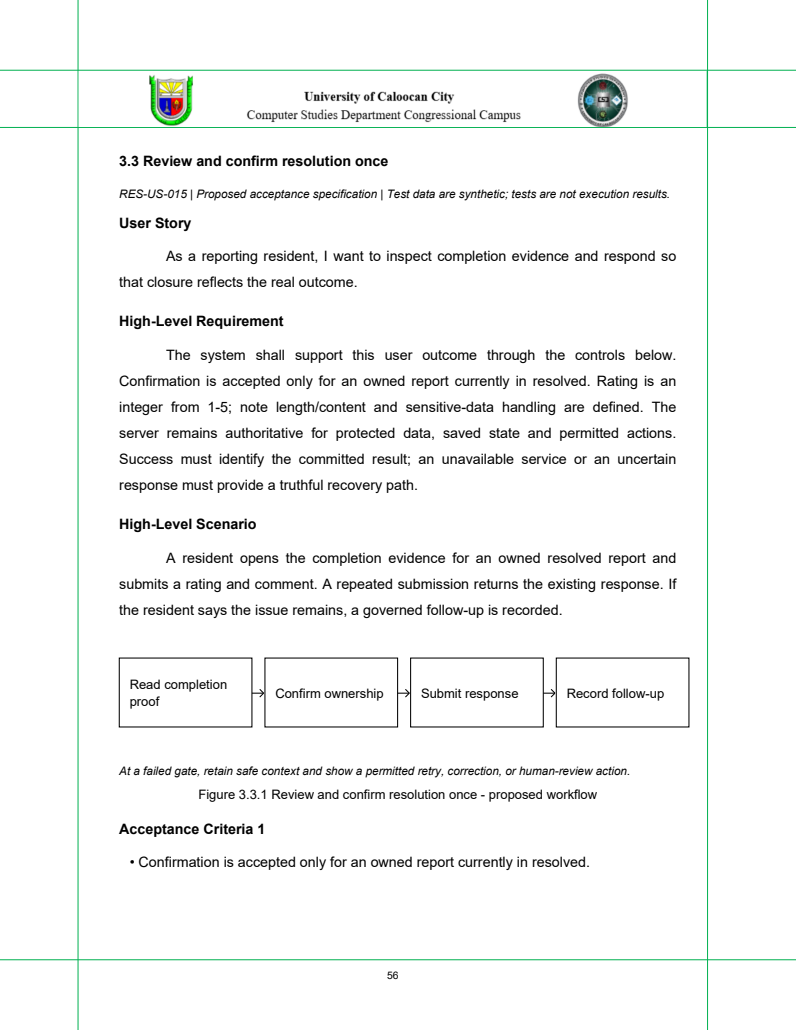 University of Caloocan City
Computer Studies Department Congressional Campus
3.3 Review and confirm resolution once
RES-US-015 | Proposed acceptance specification | Test data are synthetic; tests are not execution results.
User Story
As a reporting resident, I want to inspect completion evidence and respond so
that closure reflects the real outcome.
High-Level Requirement
The system shall support this user outcome through the controls below.
Confirmation is accepted only for an owned report currently in resolved. Rating is an
integer from 1-5; note length/content and sensitive-data handling are defined. The
server remains authoritative for protected data, saved state and permitted actions.
Success must identify the committed result; an unavailable service or an uncertain
response must provide a truthful recovery path.
High-Level Scenario
A resident opens the completion evidence for an owned resolved report and
submits a rating and comment. A repeated submission returns the existing response. If
the resident says the issue remains, a governed follow-up is recorded.
Read completion
proof
Confirm ownership
Submit response
Record follow-up
At a failed gate, retain safe context and show a permitted retry, correction, or human-review action.
Figure 3.3.1 Review and confirm resolution once - proposed workflow
Acceptance Criteria 1
• Confirmation is accepted only for an owned report currently in resolved.
56